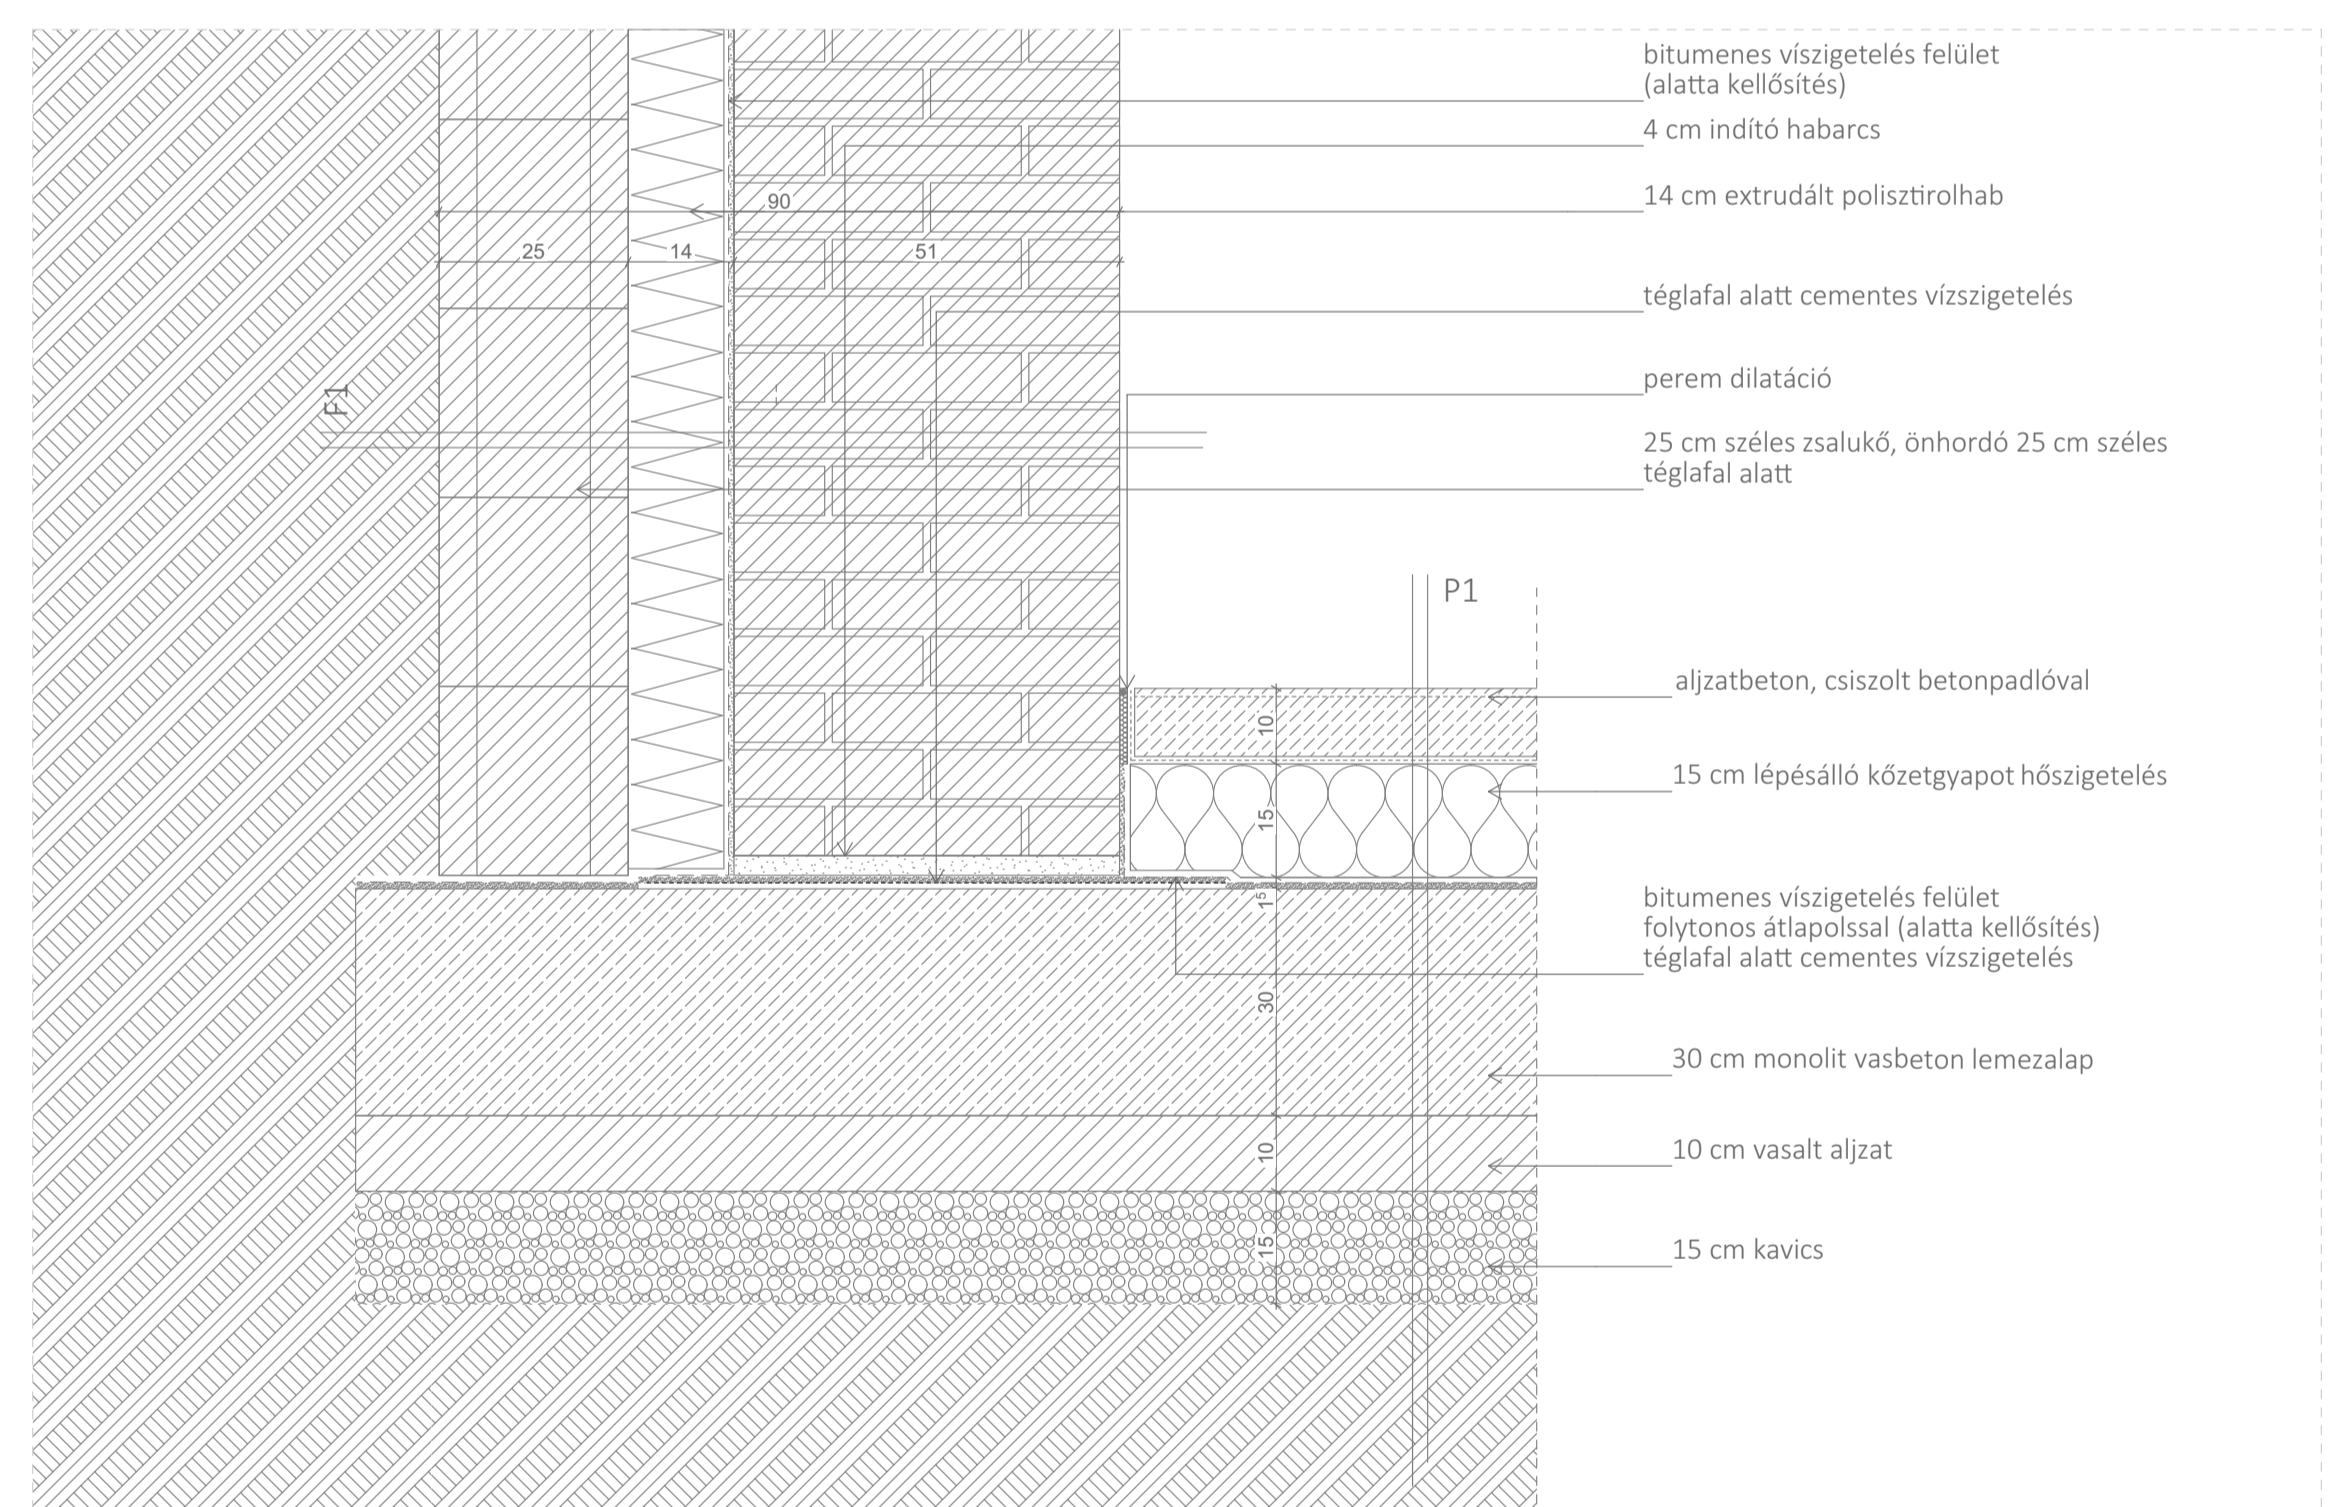 bitumenes víszigetelés felület
(alatta kellősítés)
4 cm indító habarcs
90
14 cm extrudált polisztirolhab
25
14
51
téglafal alatt cementes vízszigetelés
perem dilatáció
F1
25 cm széles zsalukő, önhordó 25 cm széles
téglafal alatt
P1
aljzatbeton, csiszolt betonpadlóval
10
15 cm lépésálló kőzetgyapot hőszigetelés
15
bitumenes víszigetelés felület
1⁵
folytonos átlapolssal (alatta kellősítés)
téglafal alatt cementes vízszigetelés
30
30 cm monolit vasbeton lemezalap
10 cm vasalt aljzat
10
15 cm kavics
15